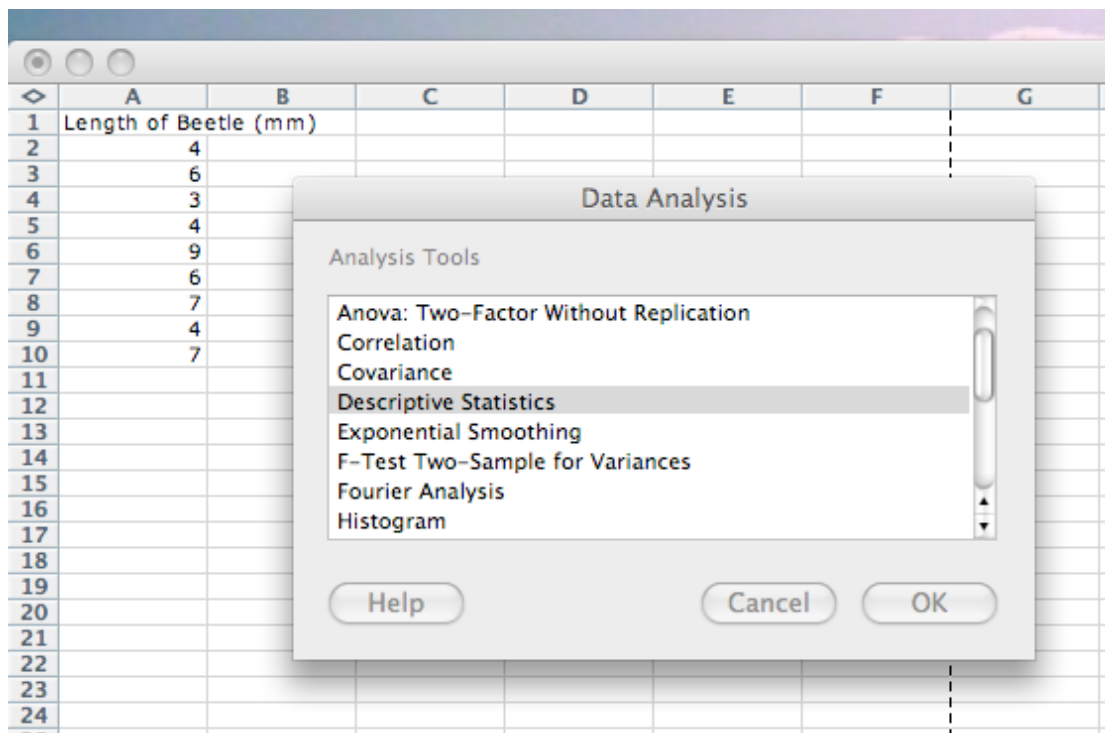 A B C D E F G
1 Length of Beetle (mm)
2 4
3 6
4 3
5 4
6 9
7 6
8 7
9 4
10 7
11
12
13
14
15
16
17
18
19
20
21
22
23
24
Data Analysis
Analysis Tools
Anova: Two-Factor Without Replication
Correlation
Covariance
Descriptive Statistics
Exponential Smoothing
F-Test Two-Sample for Variances
Fourier Analysis
Histogram
Help Cancel OK